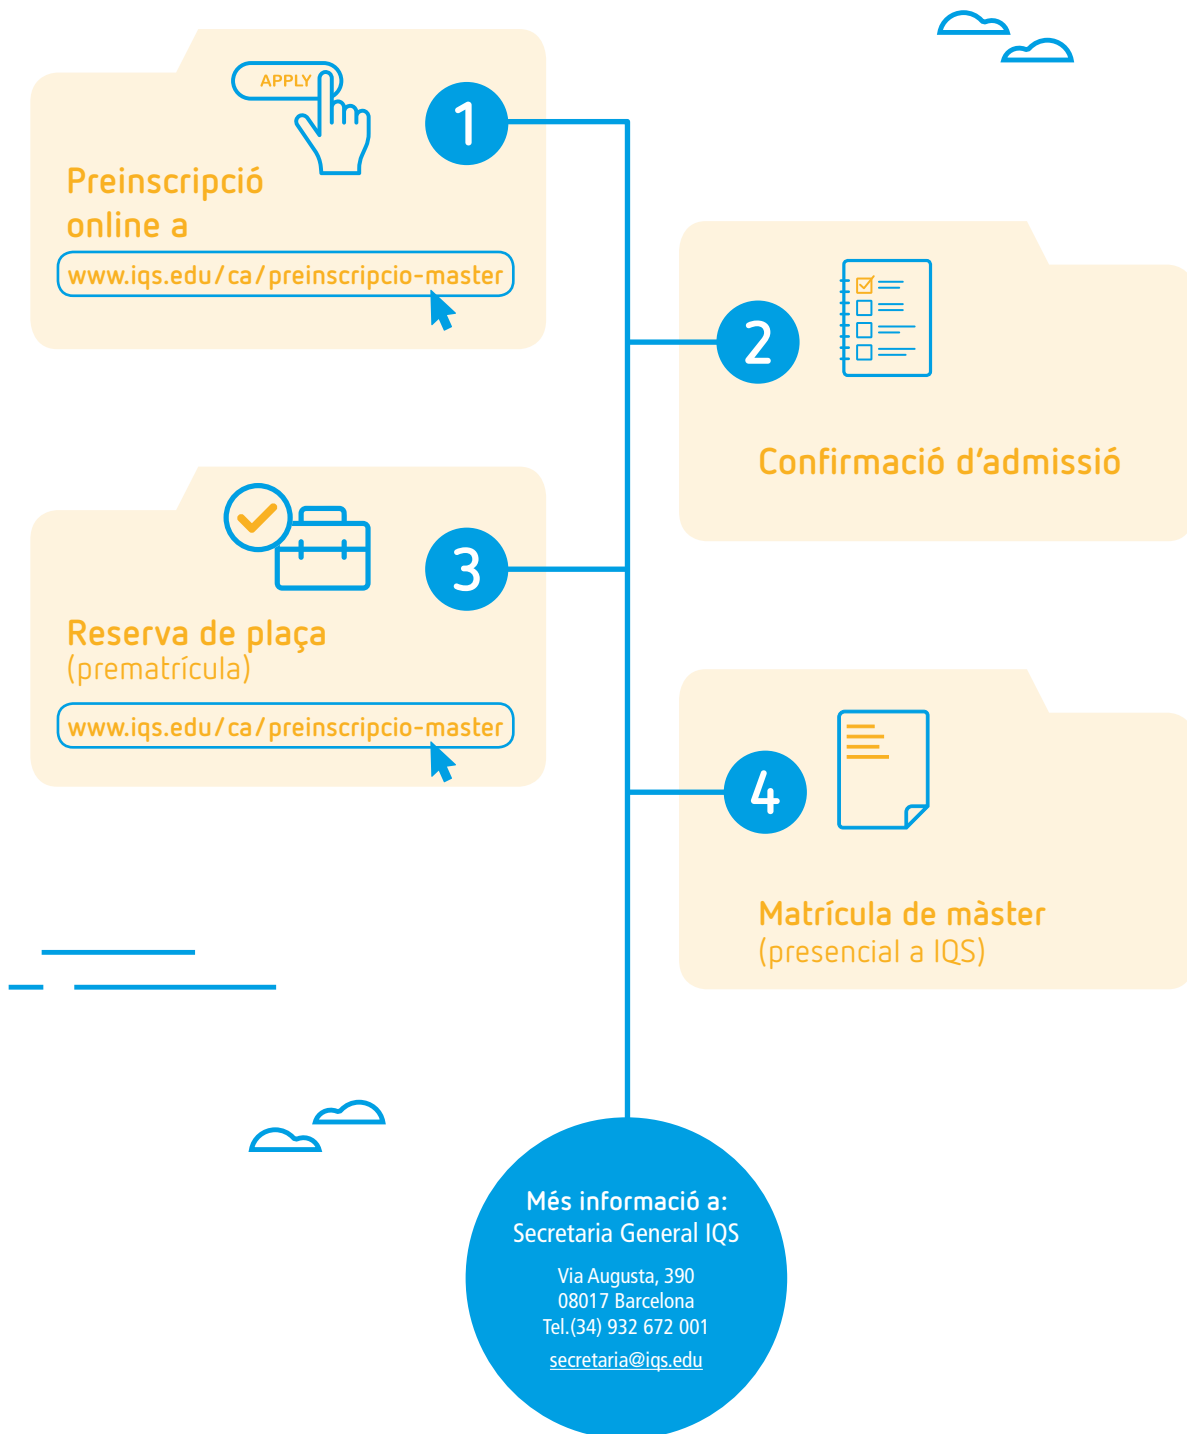 APPLY
1
Preinscripció
online a
www.iqs.edu/ca/preinscripcio-master
2
Confirmació d'admissió
3
Reserva de plaça
(prematrícula)
www.iqs.edu/ca/preinscripcio-master
4
Matrícula de màster
(presencial a IQS)
Més informació a:
Secretaria General IQS
Via Augusta, 390
08017 Barcelona
Tel.(34) 932 672 001
secretaria@iqs.edu